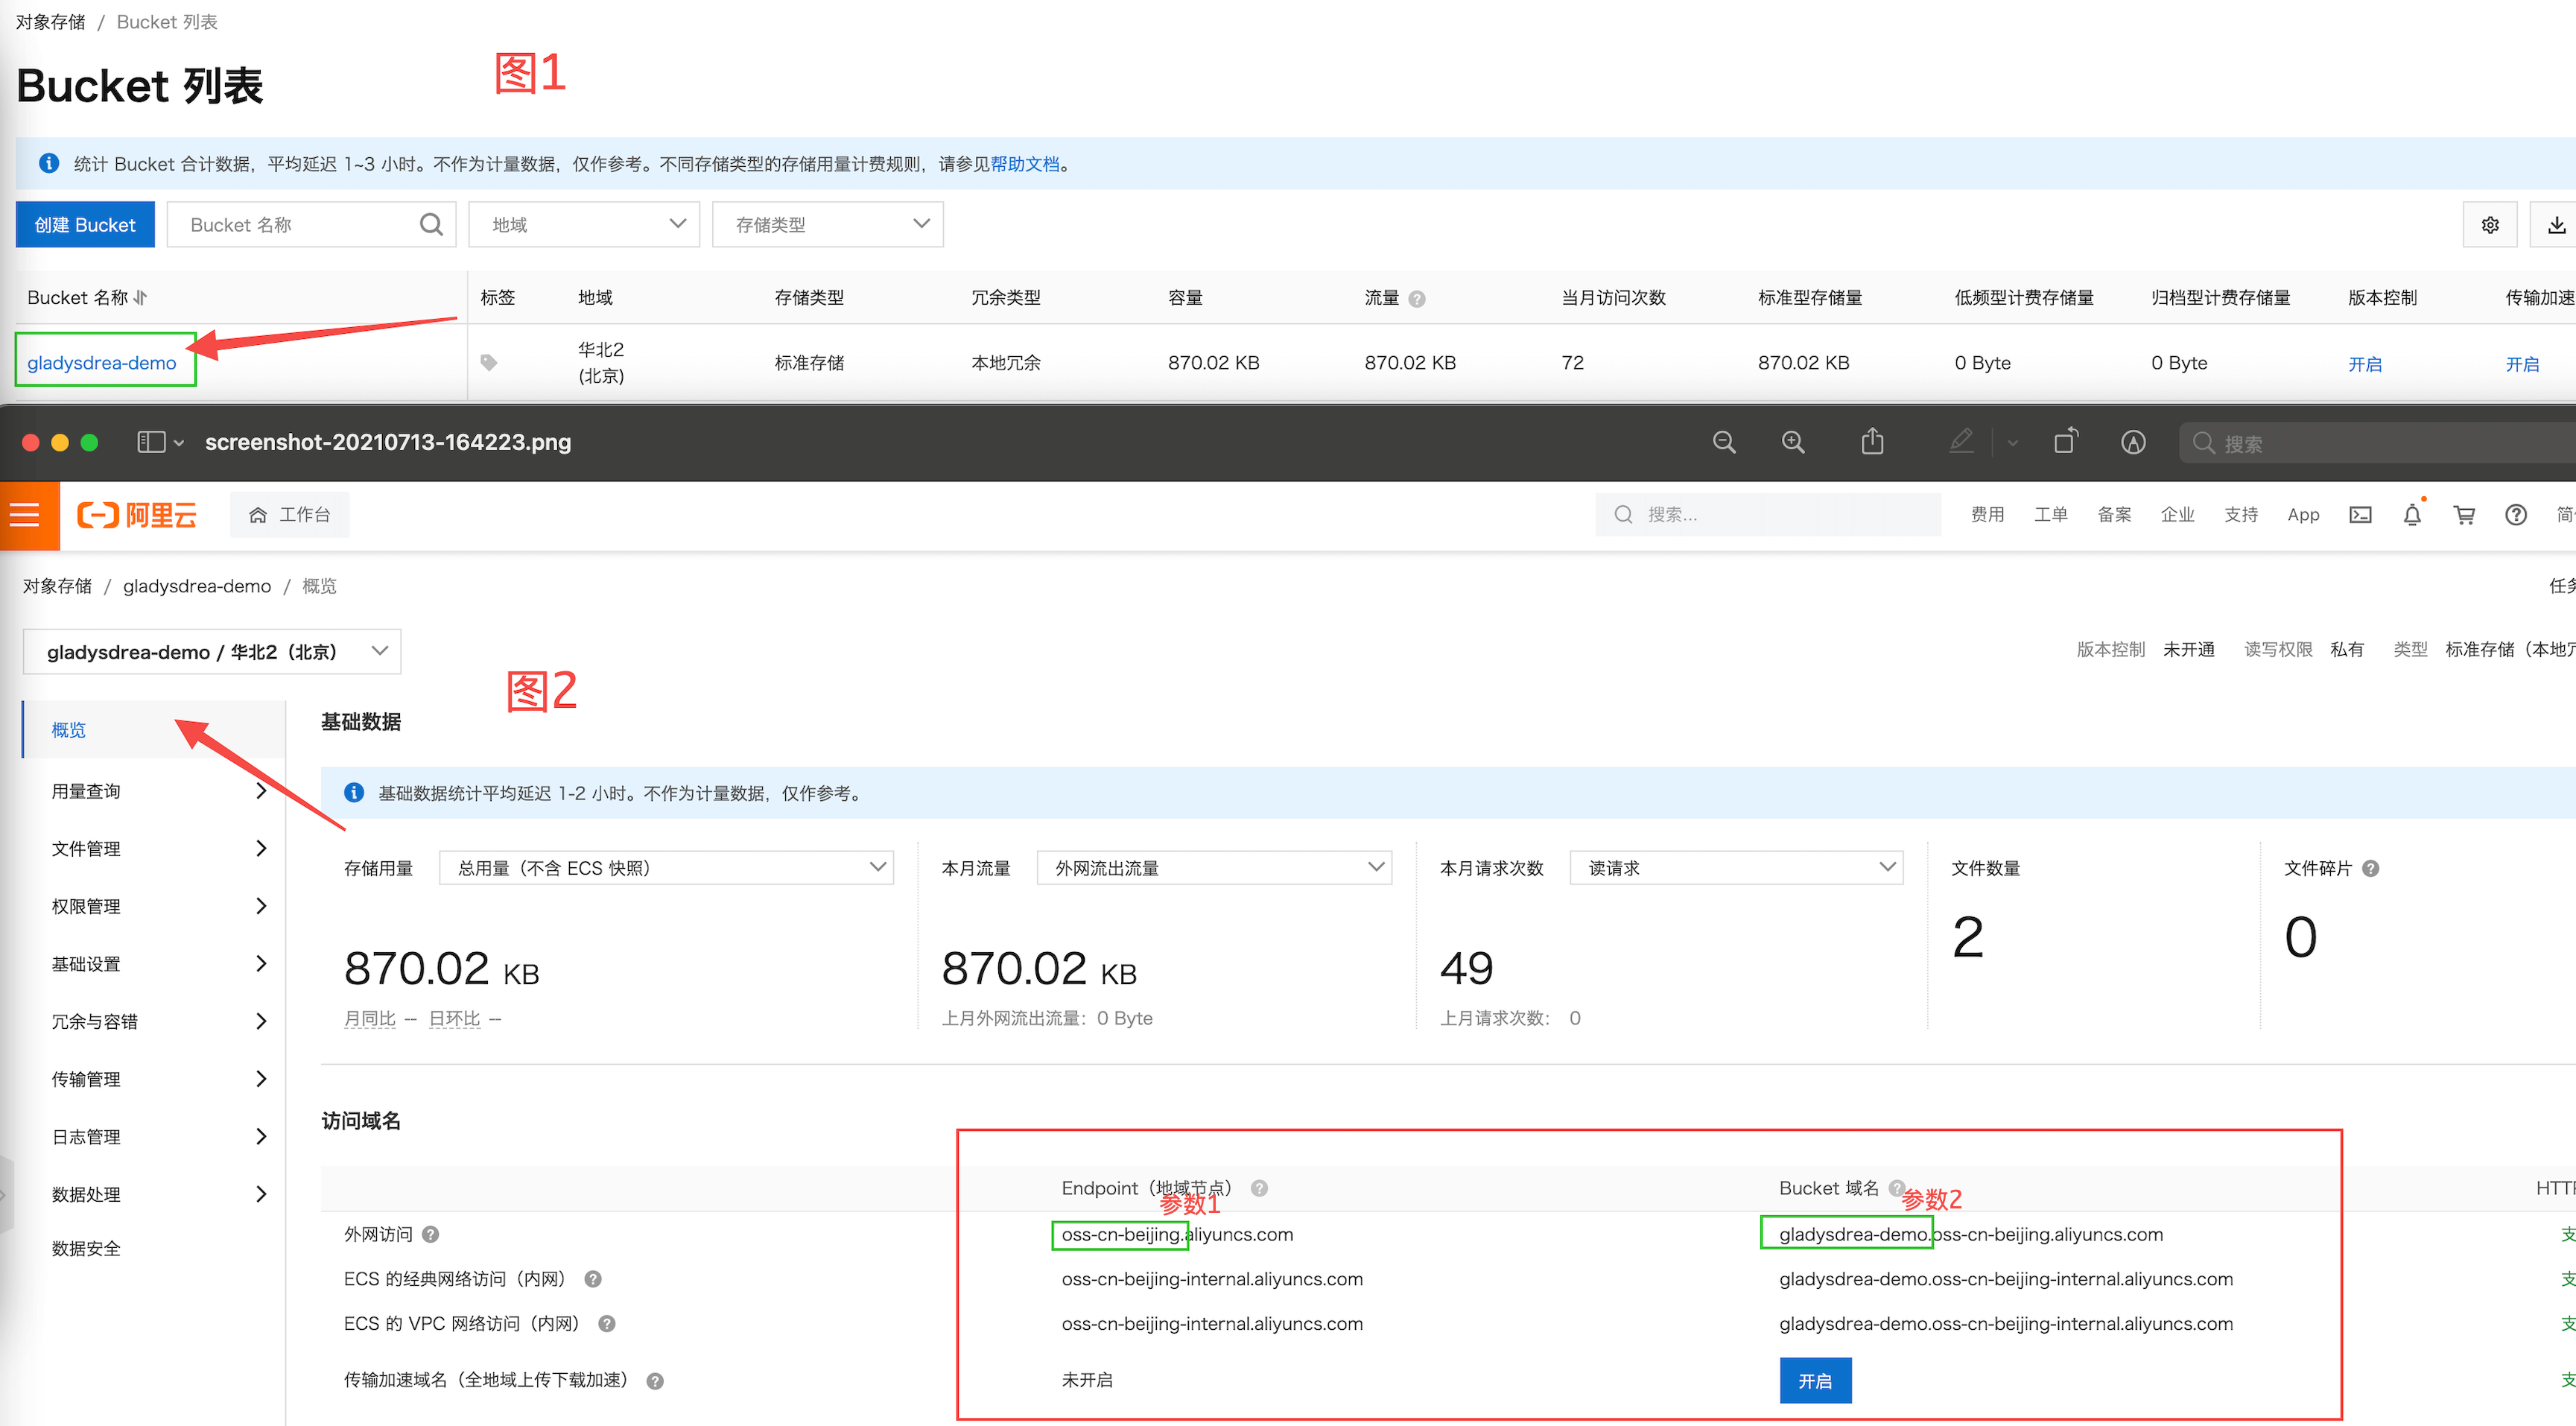 对象存储 / Bucket 列表
Bucket 列表
图1
统计 Bucket 合计数据，平均延迟 1~3 小时。不作为计量数据，仅作参考。不同存储类型的存储用量计费规则，请参见帮助文档。
创建 Bucket Bucket 名称 地域 存储类型
Bucket 名称 标签 地域 存储类型 冗余类型 容量 流量 当月访问次数 标准型存储量 低频型计费存储量 归档型计费存储量 版本控制 传输加速
gladysdrea-demo 华北2 (北京) 标准存储 本地冗余 870.02 KB 870.02 KB 72 870.02 KB 0 Byte 0 Byte 开启 开启
screenshot-20210713-164223.png 搜索
阿里云 工作台 搜索... 费用 工单 备案 企业 支持 App 简
对象存储 / gladysdrea-demo / 概览 任务
gladysdrea-demo / 华北2（北京） 版本控制 未开通 读写权限 私有 类型 标准存储（本地冗
图2
概览
基础数据
用量查询
基础数据统计平均延迟 1-2 小时。不作为计量数据，仅作参考。
文件管理
存储用量 总用量（不含 ECS 快照） 本月流量 外网流出流量 本月请求次数 读请求 文件数量 文件碎片
权限管理
基础设置
870.02 KB 870.02 KB 49 2 0
冗余与容错
月同比 -- 日环比 -- 上月外网流出流量：0 Byte 上月请求次数： 0
传输管理
日志管理
访问域名
数据处理
Endpoint（地域节点） Bucket 域名 HTT
参数1 参数2
数据安全
外网访问 oss-cn-beijing.aliyuncs.com gladysdrea-demo.oss-cn-beijing.aliyuncs.com 支
ECS 的经典网络访问（内网） oss-cn-beijing-internal.aliyuncs.com gladysdrea-demo.oss-cn-beijing-internal.aliyuncs.com 支
ECS 的 VPC 网络访问（内网） oss-cn-beijing-internal.aliyuncs.com gladysdrea-demo.oss-cn-beijing-internal.aliyuncs.com 支
传输加速域名（全地域上传下载加速） 未开启 开启 支